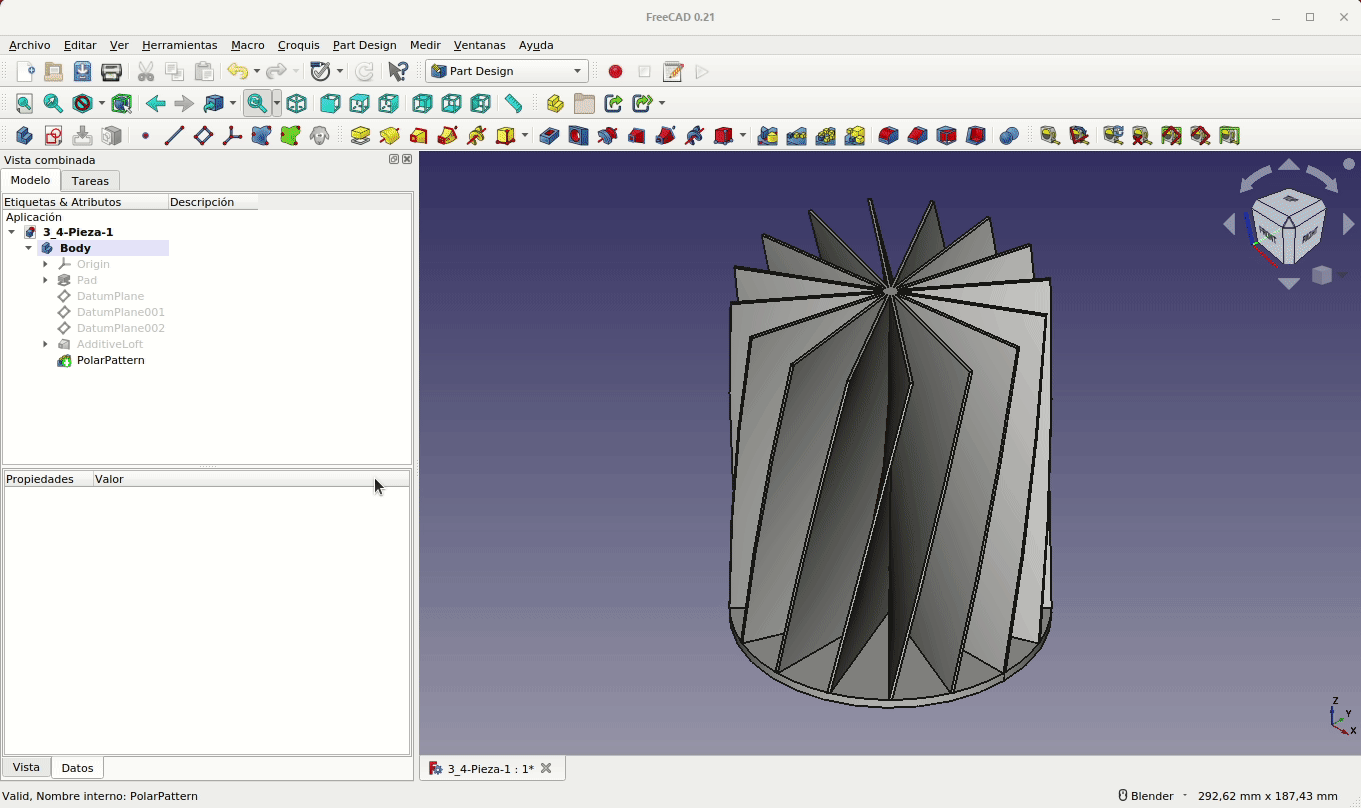 FreeCAD 0.21
Archivo Editar Ver Herramientas Macro Croquis Part Design Medir Ventanas Ayuda
Part Design
Vista combinada
Modelo Tareas
Etiquetas & Atributos Descripción
Aplicación
3_4-Pieza-1
Body
Origin
Pad
DatumPlane
DatumPlane001
DatumPlane002
AdditiveLoft
PolarPattern
Propiedades Valor
FRONT RIGHT
Z
Y
X
Vista Datos
3_4-Pieza-1 : 1*
Valid, Nombre interno: PolarPattern
Blender - 292,62 mm x 187,43 mm